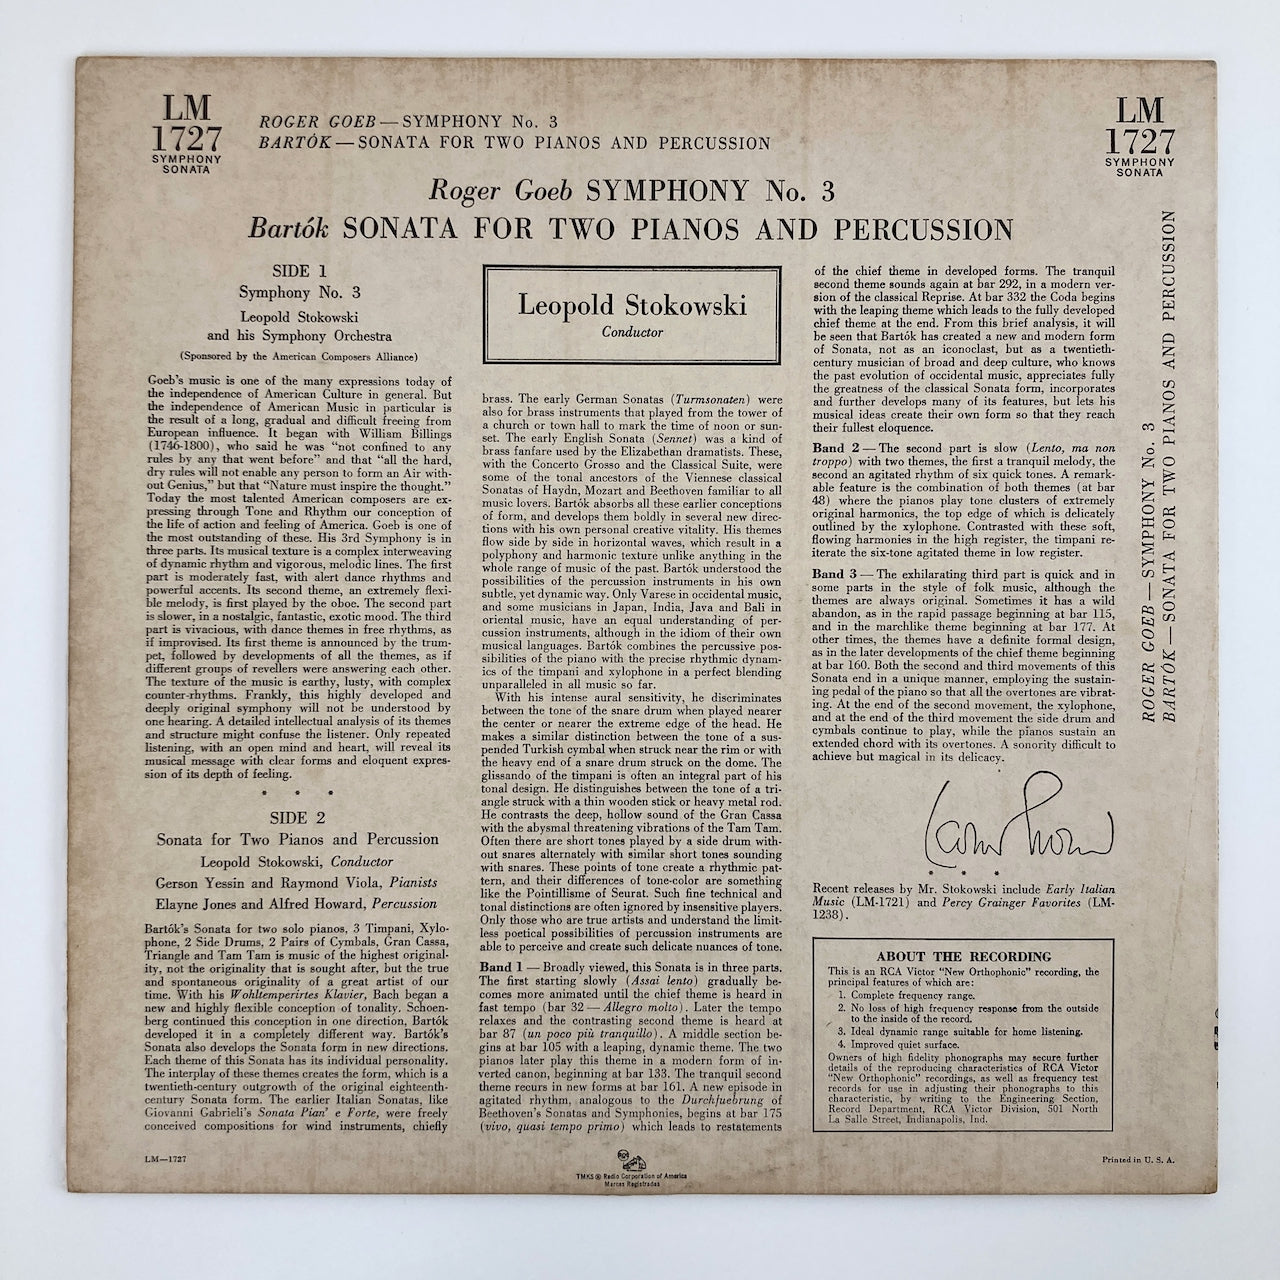 LM
1727
SYMPHONY
SONATA
ROGER GOEB — SYMPHONY No. 3
BARTÓK — SONATA FOR TWO PIANOS AND PERCUSSION
LM
1727
SYMPHONY
SONATA
Roger Goeb SYMPHONY No. 3
Bartók SONATA FOR TWO PIANOS AND PERCUSSION
SIDE 1
Symphony No. 3
Leopold Stokowski
and his Symphony Orchestra
(Sponsored by the American Composers Alliance)
Goeb's music is one of the many expressions today of
the independence of American Culture in general. But
the independence of American Music in particular is
the result of a long, gradual and difficult freeing from
European influence. It began with William Billings
(1746-1800), who said he was "not confined to any
rules by any that went before" and that "all the hard,
dry rules will not enable any person to form an Air with-
out Genius," but that "Nature must inspire the thought."
Today the most talented American composers are ex-
pressing through Tone and Rhythm our conception of
the life of action and feeling of America. Goeb is one of
the most outstanding of these. His 3rd Symphony is in
three parts. Its musical texture is a complex interweaving
of dynamic rhythm and vigorous, melodic lines. The first
part is moderately fast, with alert dance rhythms and
powerful accents. Its second theme, an extremely flexi-
ble melody, is first played by the oboe. The second part
is slower, in a nostalgic, fantastic, exotic mood. The third
part is vivacious, with dance themes in free rhythms, as
if improvised. Its first theme is announced by the trum-
pet, followed by developments of all the themes, as if
different groups of revellers were answering each other.
The texture of the music is earthy, lusty, with complex
counter-rhythms. Frankly, this highly developed and
deeply original symphony will not be understood by
one hearing. A detailed intellectual analysis of its themes
and structure might confuse the listener. Only repeated
listening, with an open mind and heart, will reveal its
musical message with clear forms and eloquent expres-
sion of its depth of feeling.
* * *
SIDE 2
Sonata for Two Pianos and Percussion
Leopold Stokowski, Conductor
Gerson Yessin and Raymond Viola, Pianists
Elayne Jones and Alfred Howard, Percussion
Bartók's Sonata for two solo pianos, 3 Timpani, Xylo-
phone, 2 Side Drums, 2 Pairs of Cymbals, Gran Cassa,
Triangle and Tam Tam is music of the highest original-
ity, not the originality that is sought after, but the true
and spontaneous originality of a great artist of our
time. With his Wohltemperirtes Klavier, Bach began a
new and highly flexible conception of tonality. Schoen-
berg continued this conception in one direction, Bartók
developed it in a completely different way. Bartók's
Sonata also develops the Sonata form in new directions.
Each theme of this Sonata has its individual personality.
The interplay of these themes creates the form, which is a
twentieth-century outgrowth of the original eighteenth-
century Sonata form. The earlier Italian Sonatas, like
Giovanni Gabrieli's Sonata Pian' e Forte, were freely
conceived compositions for wind instruments, chiefly
Leopold Stokowski
Conductor
brass. The early German Sonatas (Turmsonaten) were
also for brass instruments that played from the tower of
a church or town hall to mark the time of noon or sun-
set. The early English Sonata (Sennet) was a kind of
brass fanfare used by the Elizabethan dramatists. These,
with the Concerto Grosso and the Classical Suite, were
some of the tonal ancestors of the Viennese classical
Sonatas of Haydn, Mozart and Beethoven familiar to all
music lovers. Bartók absorbs all these earlier conceptions
of form, and develops them boldly in several new direc-
tions with his own personal creative vitality. His themes
flow side by side in horizontal waves, which result in a
polyphony and harmonic texture unlike anything in the
whole range of music of the past. Bartók understood the
possibilities of the percussion instruments in his own
subtle, yet dynamic way. Only Varese in occidental music,
and some musicians in Japan, India, Java and Bali in
oriental music, have an equal understanding of per-
cussion instruments, although in the idiom of their own
musical languages. Bartók combines the percussive pos-
sibilities of the piano with the precise rhythmic dynam-
ics of the timpani and xylophone in a perfect blending
unparalleled in all music so far.
With his intense aural sensitivity, he discriminates
between the tone of the snare drum when played nearer
the center or nearer the extreme edge of the head. He
makes a similar distinction between the tone of a sus-
pended Turkish cymbal when struck near the rim or with
the heavy end of a snare drum struck on the dome. The
glissando of the timpani is often an integral part of his
tonal design. He distinguishes between the tone of a tri-
angle struck with a thin wooden stick or heavy metal rod.
He contrasts the deep, hollow sound of the Gran Cassa
with the abysmal threatening vibrations of the Tam Tam.
Often there are short tones played by a side drum with-
out snares alternately with similar short tones sounding
with snares. These points of tone create a rhythmic pat-
tern, and their differences of tone-color are something
like the Pointillisme of Seurat. Such fine technical and
tonal distinctions are often ignored by insensitive players.
Only those who are true artists and understand the limit-
less poetical possibilities of percussion instruments are
able to perceive and create such delicate nuances of tone.
Band 1 — Broadly viewed, this Sonata is in three parts.
The first starting slowly (Assai lento) gradually be-
comes more animated until the chief theme is heard in
fast tempo (bar 32 — Allegro molto). Later the tempo
relaxes and the contrasting second theme is heard at
bar 87 (un poco più tranquillo). A middle section be-
gins at bar 105 with a leaping, dynamic theme. The two
pianos later play this theme in a modern form of in-
verted canon, beginning at bar 133. The tranquil second
theme recurs in new forms at bar 161. A new episode in
agitated rhythm, analogous to the Durchfuehrung of
Beethoven's Sonatas and Symphonies, begins at bar 175
(vivo, quasi tempo primo) which leads to restatements
of the chief theme in developed forms. The tranquil
second theme sounds again at bar 292, in a modern ver-
sion of the classical Reprise. At bar 332 the Coda begins
with the leaping theme which leads to the fully developed
chief theme at the end. From this brief analysis, it will
be seen that Bartók has created a new and modern form
of Sonata, not as an iconoclast, but as a twentieth-
century musician of broad and deep culture, who knows
the past evolution of occidental music, appreciates fully
the greatness of the classical Sonata form, incorporates
and further develops many of its features, but lets his
musical ideas create their own form so that they reach
their fullest eloquence.
Band 2 — The second part is slow (Lento, ma non
troppo) with two themes, the first a tranquil melody, the
second an agitated rhythm of six quick tones. A remark-
able feature is the combination of both themes (at bar
48) where the pianos play tone clusters of extremely
original harmonics, the top edge of which is delicately
outlined by the xylophone. Contrasted with these soft,
flowing harmonies in the high register, the timpani re-
iterate the six-tone agitated theme in low register.
Band 3 — The exhilarating third part is quick and in
some parts in the style of folk music, although the
themes are always original. Sometimes it has a wild
abandon, as in the rapid passage beginning at bar 115,
and in the marchlike theme beginning at bar 177. At
other times, the themes have a definite formal design,
as in the later developments of the chief theme beginning
at bar 160. Both the second and third movements of this
Sonata end in a unique manner, employing the sustain-
ing pedal of the piano so that all the overtones are vibrat-
ing. At the end of the second movement, the xylophone,
and at the end of the third movement the side drum and
cymbals continue to play, while the pianos sustain an
extended chord with its overtones. A sonority difficult to
achieve but magical in its delicacy.
* * *
Recent releases by Mr. Stokowski include Early Italian
Music (LM-1721) and Percy Grainger Favorites (LM-
1238).
ABOUT THE RECORDING
This is an RCA Victor "New Orthophonic" recording, the
principal features of which are:
1. Complete frequency range.
2. No loss of high frequency response from the outside
to the inside of the record.
3. Ideal dynamic range suitable for home listening.
4. Improved quiet surface.
Owners of high fidelity phonographs may secure further
details of the reproducing characteristics of RCA Victor
"New Orthophonic" recordings, as well as frequency test
records for use in adjusting their phonographs to this
characteristic, by writing to the Engineering Section,
Record Department, RCA Victor Division, 501 North
La Salle Street, Indianapolis, Ind.
ROGER GOEB — SYMPHONY No. 3
BARTÓK — SONATA FOR TWO PIANOS AND PERCUSSION
LM—1727
RCA
TMKS ® Radio Corporation of America
Marcas Registradas
Printed in U. S. A.